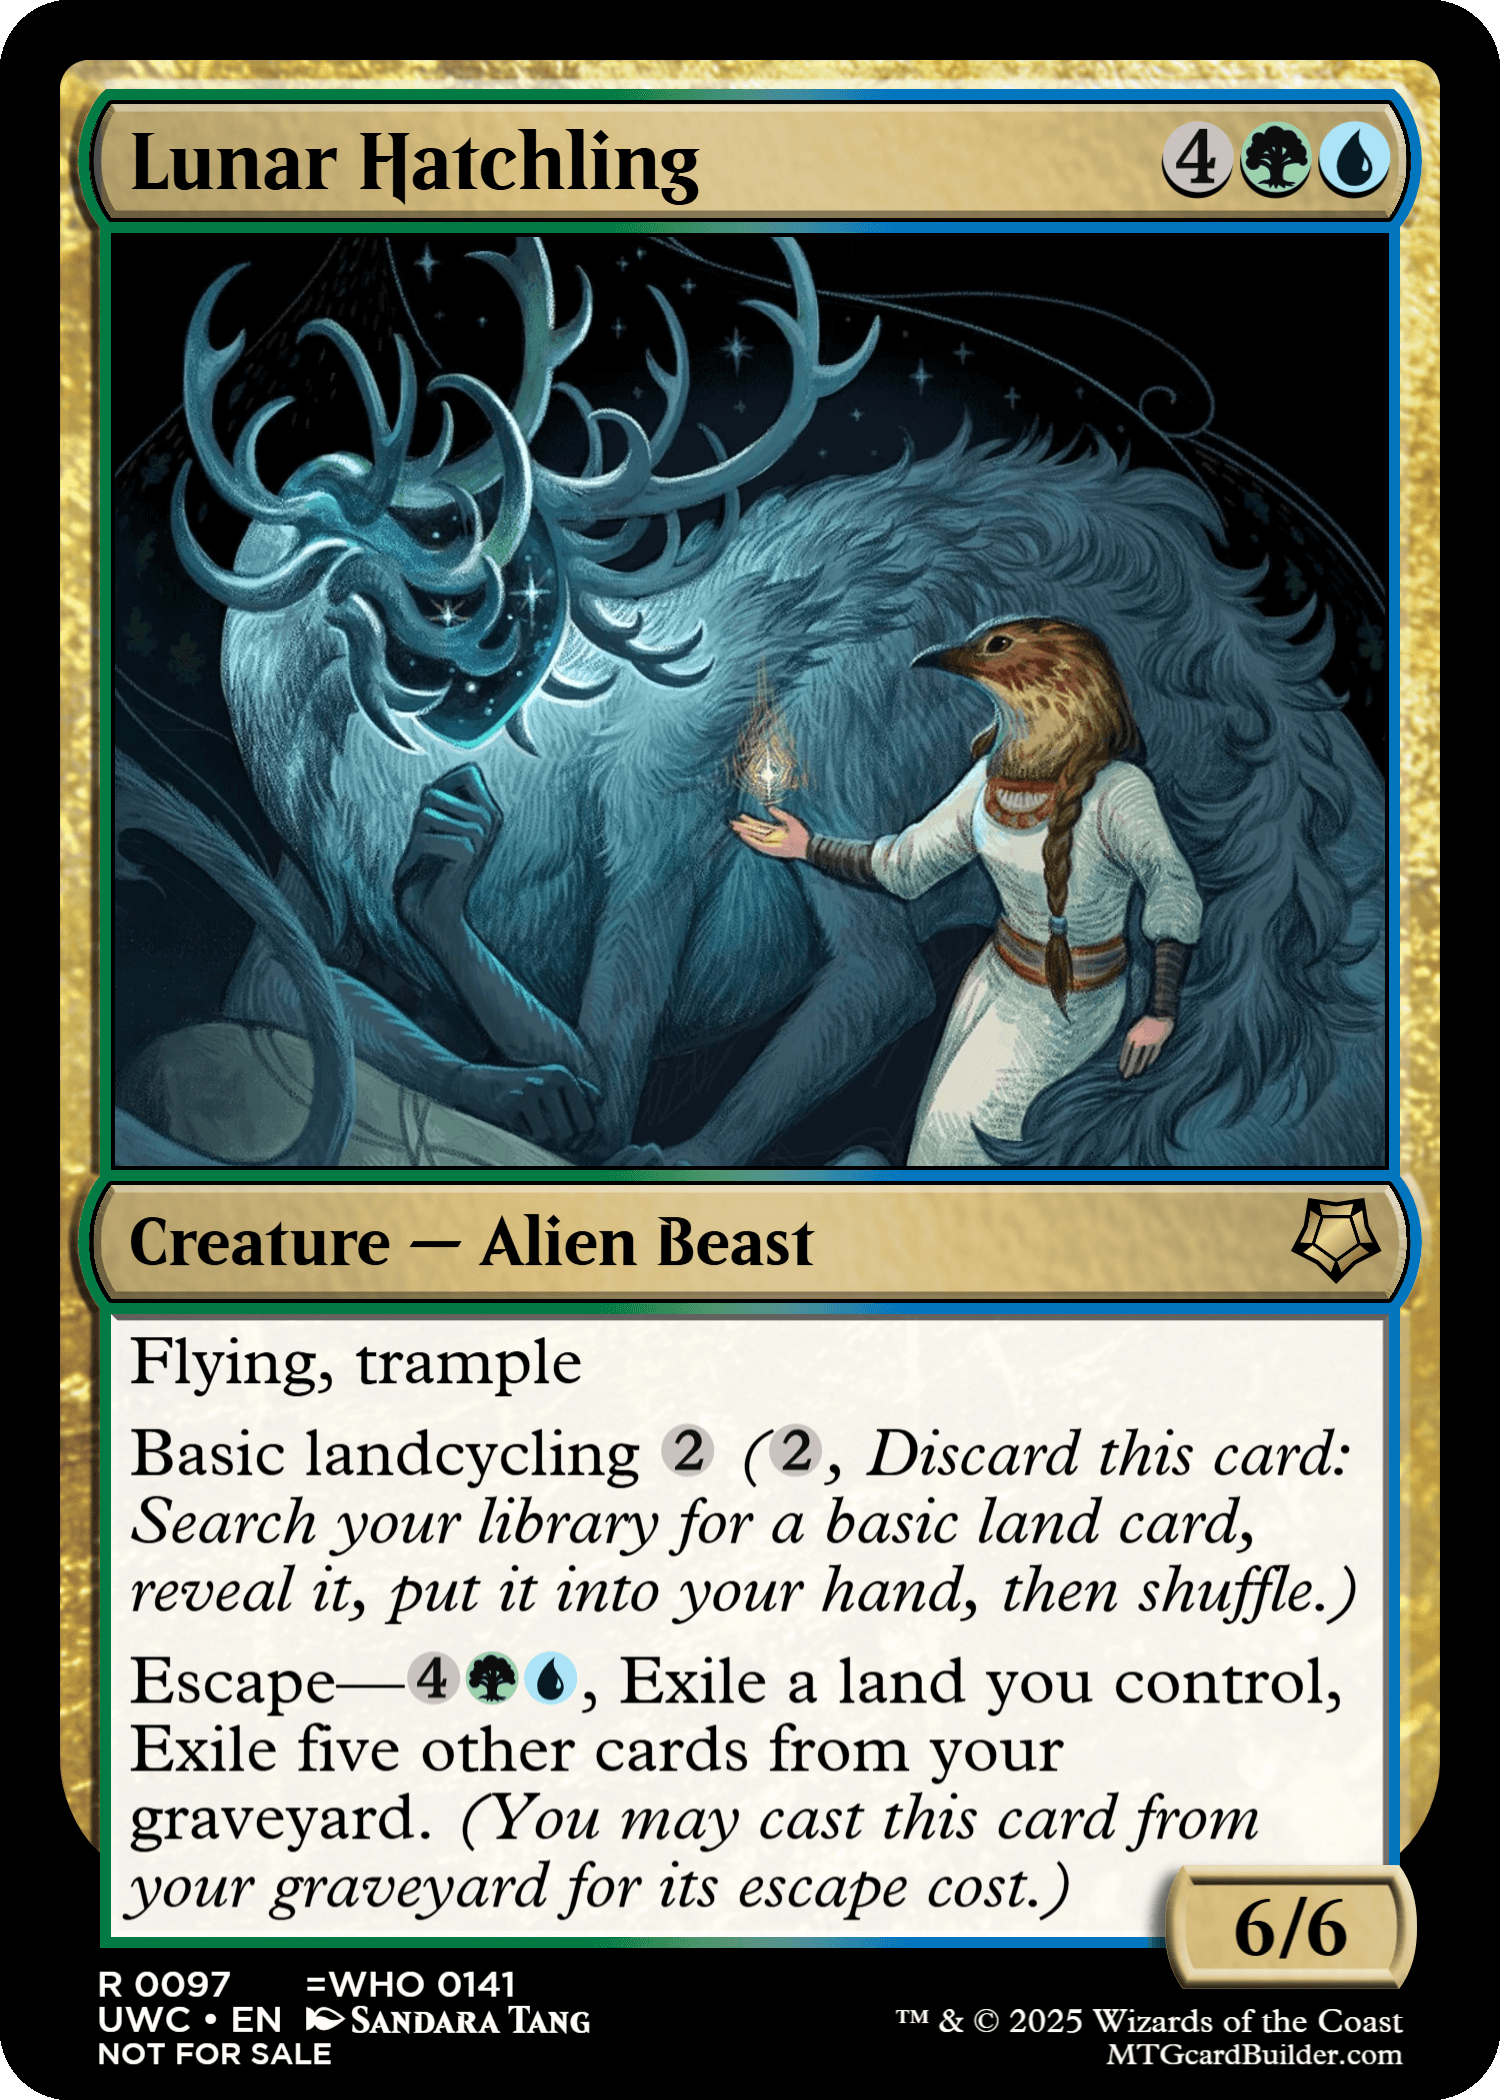 Lunar Hatchling 4
Creature — Alien Beast
Flying, trample
Basic landcycling 2 (2, Discard this card:
Search your library for a basic land card,
reveal it, put it into your hand, then shuffle.)
Escape—4, Exile a land you control,
Exile five other cards from your
graveyard. (You may cast this card from
your graveyard for its escape cost.)
6/6
R 0097 =WHO 0141
UWC • EN SANDARA TANG
NOT FOR SALE
™ & © 2025 Wizards of the Coast
MTGcardBuilder.com